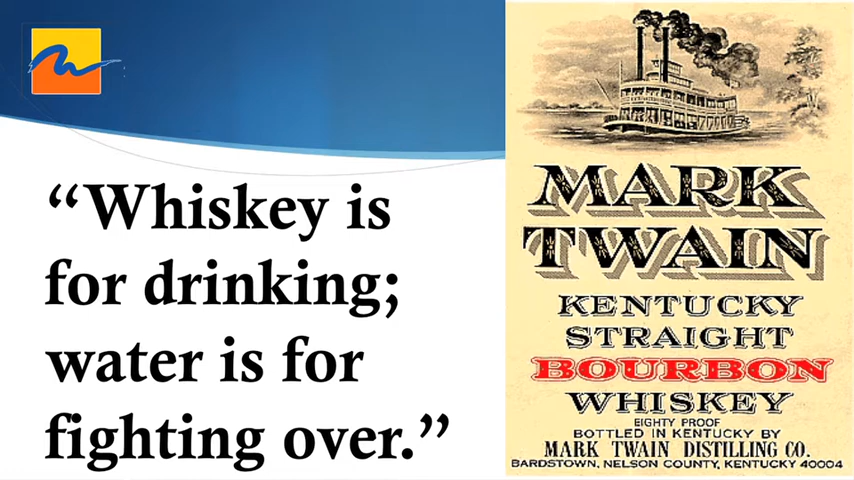 “Whiskey is
for drinking;
water is for
fighting over.”
MARK
TWAIN
KENTUCKY
STRAIGHT
BOURBON
WHISKEY
EIGHTY PROOF
BOTTLED IN KENTUCKY BY
MARK TWAIN DISTILLING CO.
BARDSTOWN, NELSON COUNTY, KENTUCKY 40004